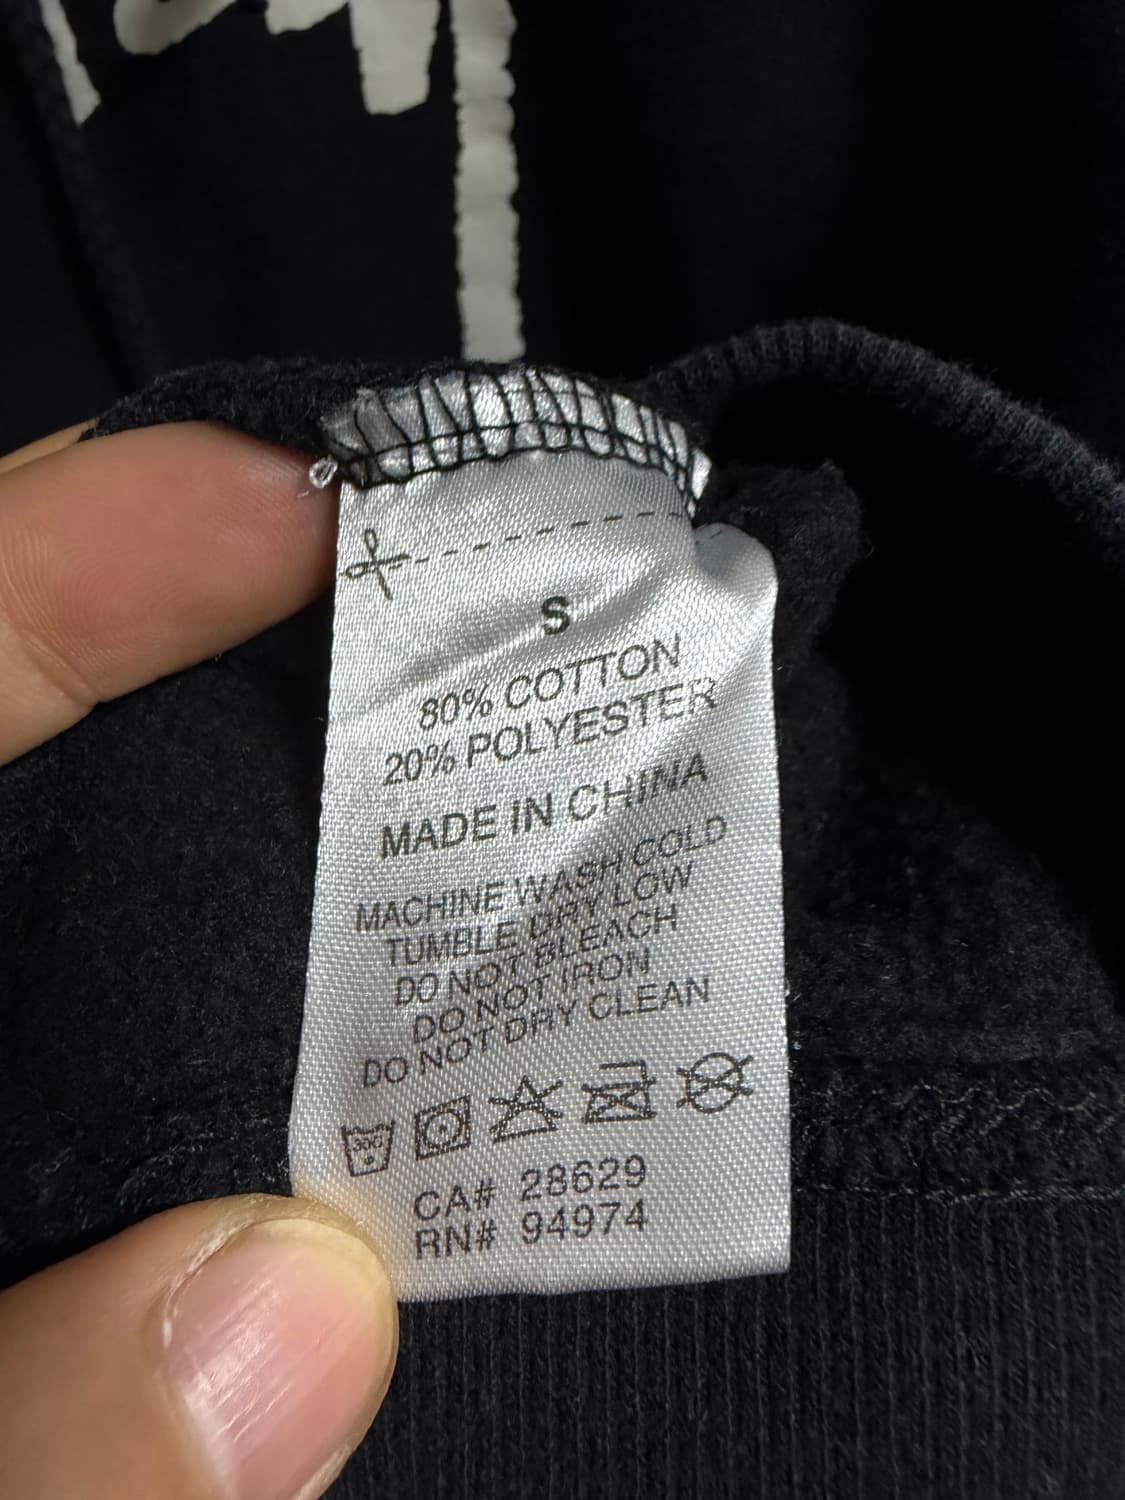 S
80% COTTON
20% POLYESTER
MADE IN CHINA
MACHINE WASH COLD
TUMBLE DRY LOW
DO NOT BLEACH
DO NOT IRON
DO NOT DRY CLEAN
30C
CA# 28629
RN# 94974